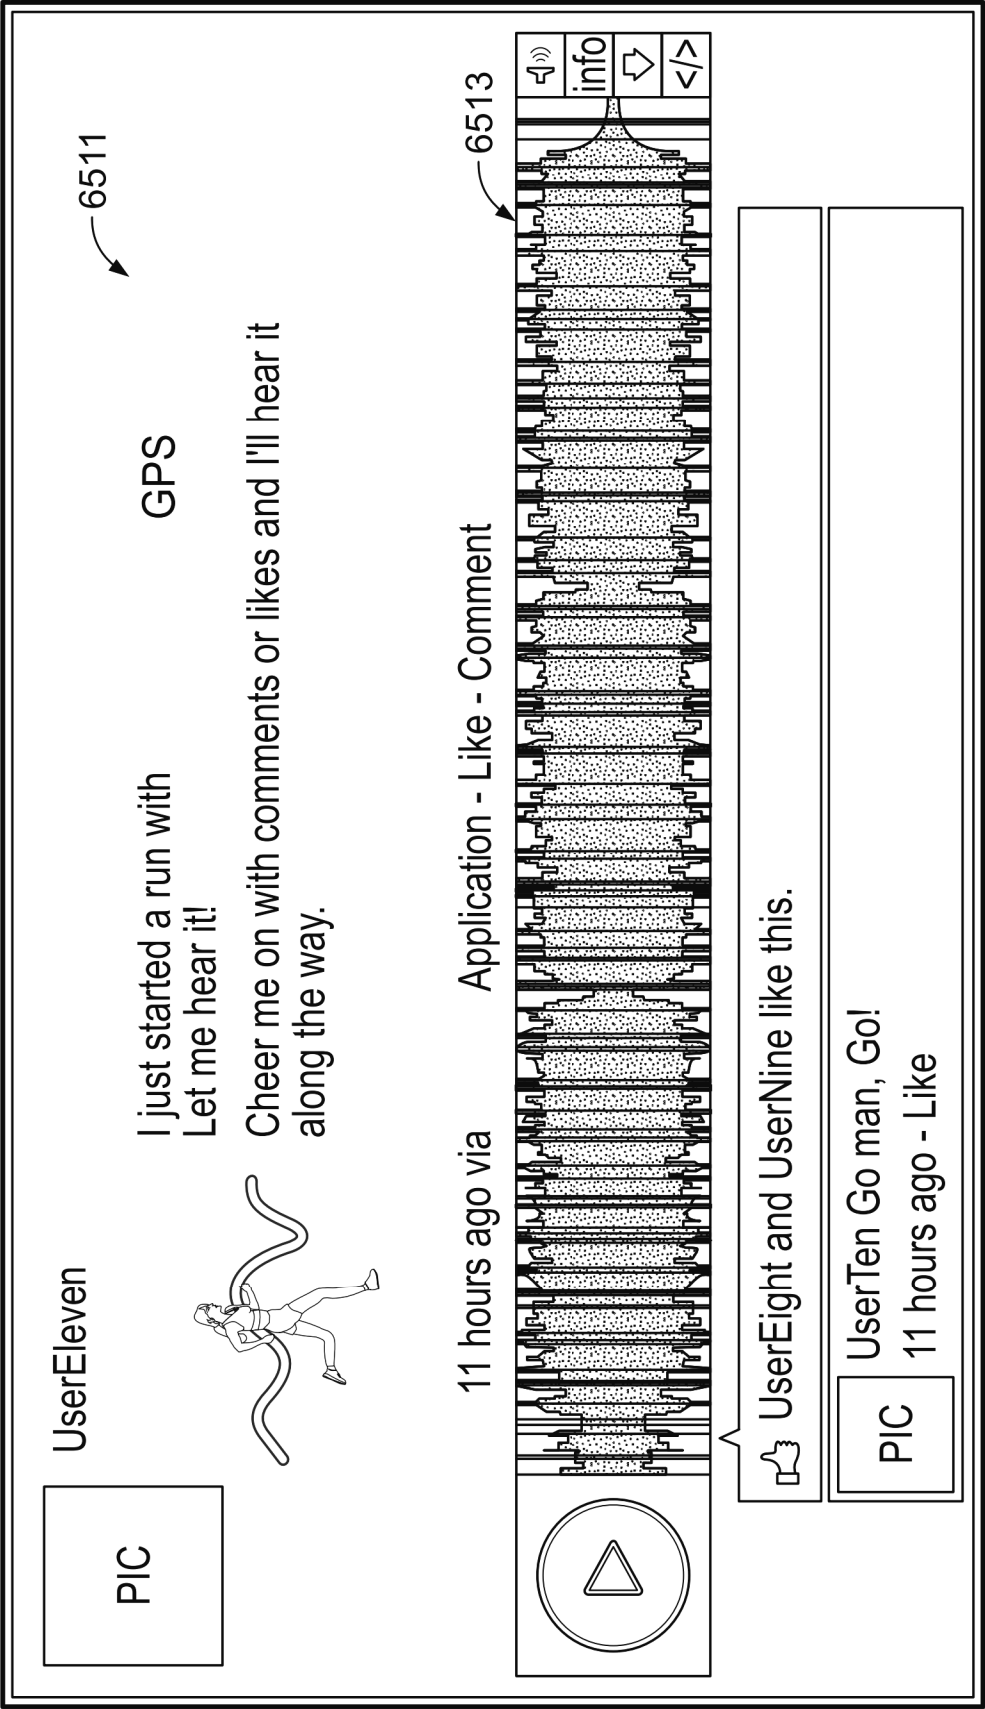 6511
PIC
UserEleven
I just started a run with GPS
Let me hear it!
Cheer me on with comments or likes and I'll hear it
along the way.
11 hours ago via Application - Like - Comment
6513
info
</>
UserEight and UserNine like this.
PIC
UserTen Go man, Go!
11 hours ago - Like